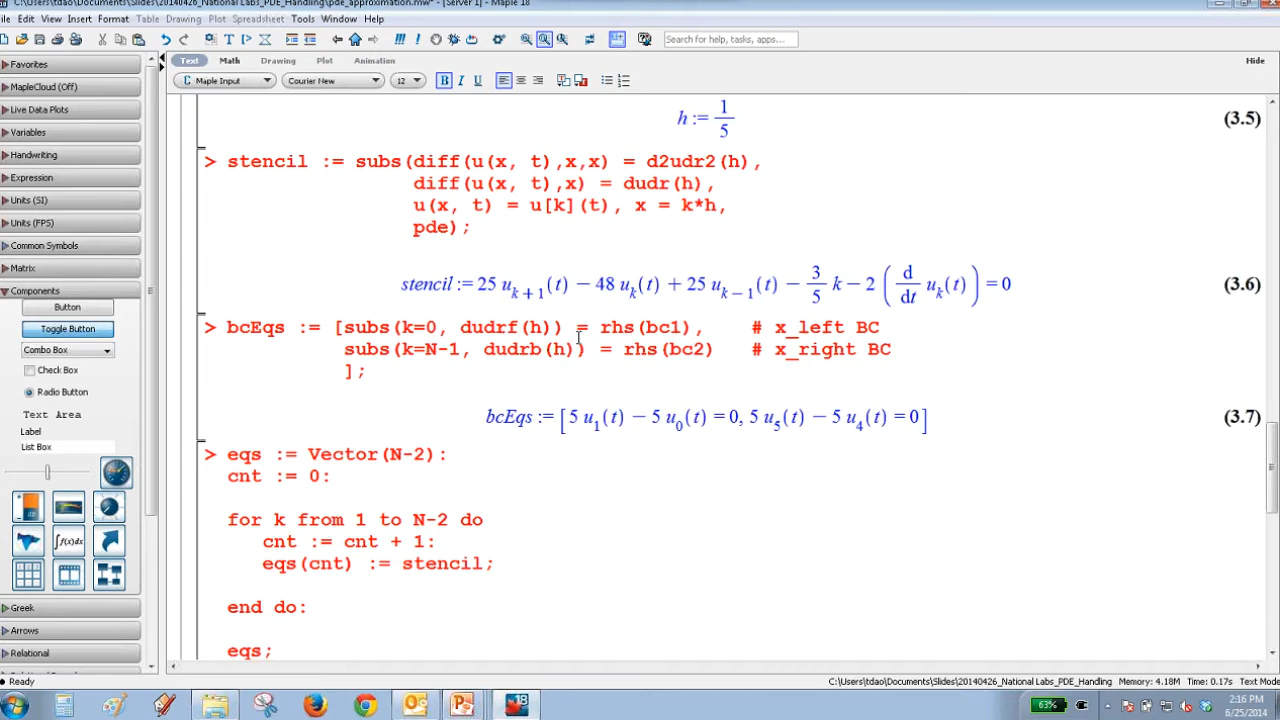 C:\Users\tdao\Documents\Slides\20140426_National Labs_PDE_Handling\pde_approximation.mw* - [Server 1] - Maple 18
File Edit View Insert Format Table Drawing Plot Spreadsheet Tools Window Help
Search for help, tasks, apps...
Text Math Drawing Plot Animation Hide
Maple Input Courier New 12 B I U
Favorites
MapleCloud (Off)
Live Data Plots
Variables
Handwriting
Expression
Units (SI)
Units (FPS)
Common Symbols
Matrix
Components
Button
Toggle Button
Combo Box
Check Box
Radio Button
Text Area
Label
List Box
∫f(x)dx
Greek
Arrows
Relational
h := 1/5 (3.5)
> stencil := subs(diff(u(x, t),x,x) = d2udr2(h),
diff(u(x, t),x) = dudr(h),
u(x, t) = u[k](t), x = k*h,
pde);
stencil := 25 u_{k+1}(t) − 48 u_k(t) + 25 u_{k−1}(t) − 3/5 k − 2 (d/dt u_k(t)) = 0 (3.6)
> bcEqs := [subs(k=0, dudrf(h)) = rhs(bc1), # x_left BC
subs(k=N-1, dudrb(h)) = rhs(bc2) # x_right BC
];
bcEqs := [5 u_1(t) − 5 u_0(t) = 0, 5 u_5(t) − 5 u_4(t) = 0] (3.7)
> eqs := Vector(N-2):
cnt := 0:
for k from 1 to N-2 do
cnt := cnt + 1:
eqs(cnt) := stencil;
end do:
eqs;
Ready
C:\Users\tdao\Documents\Slides\20140426_National Labs_PDE_Handling Memory: 4.18M Time: 0.17s Text Mode
63%
2:16 PM
6/25/2014